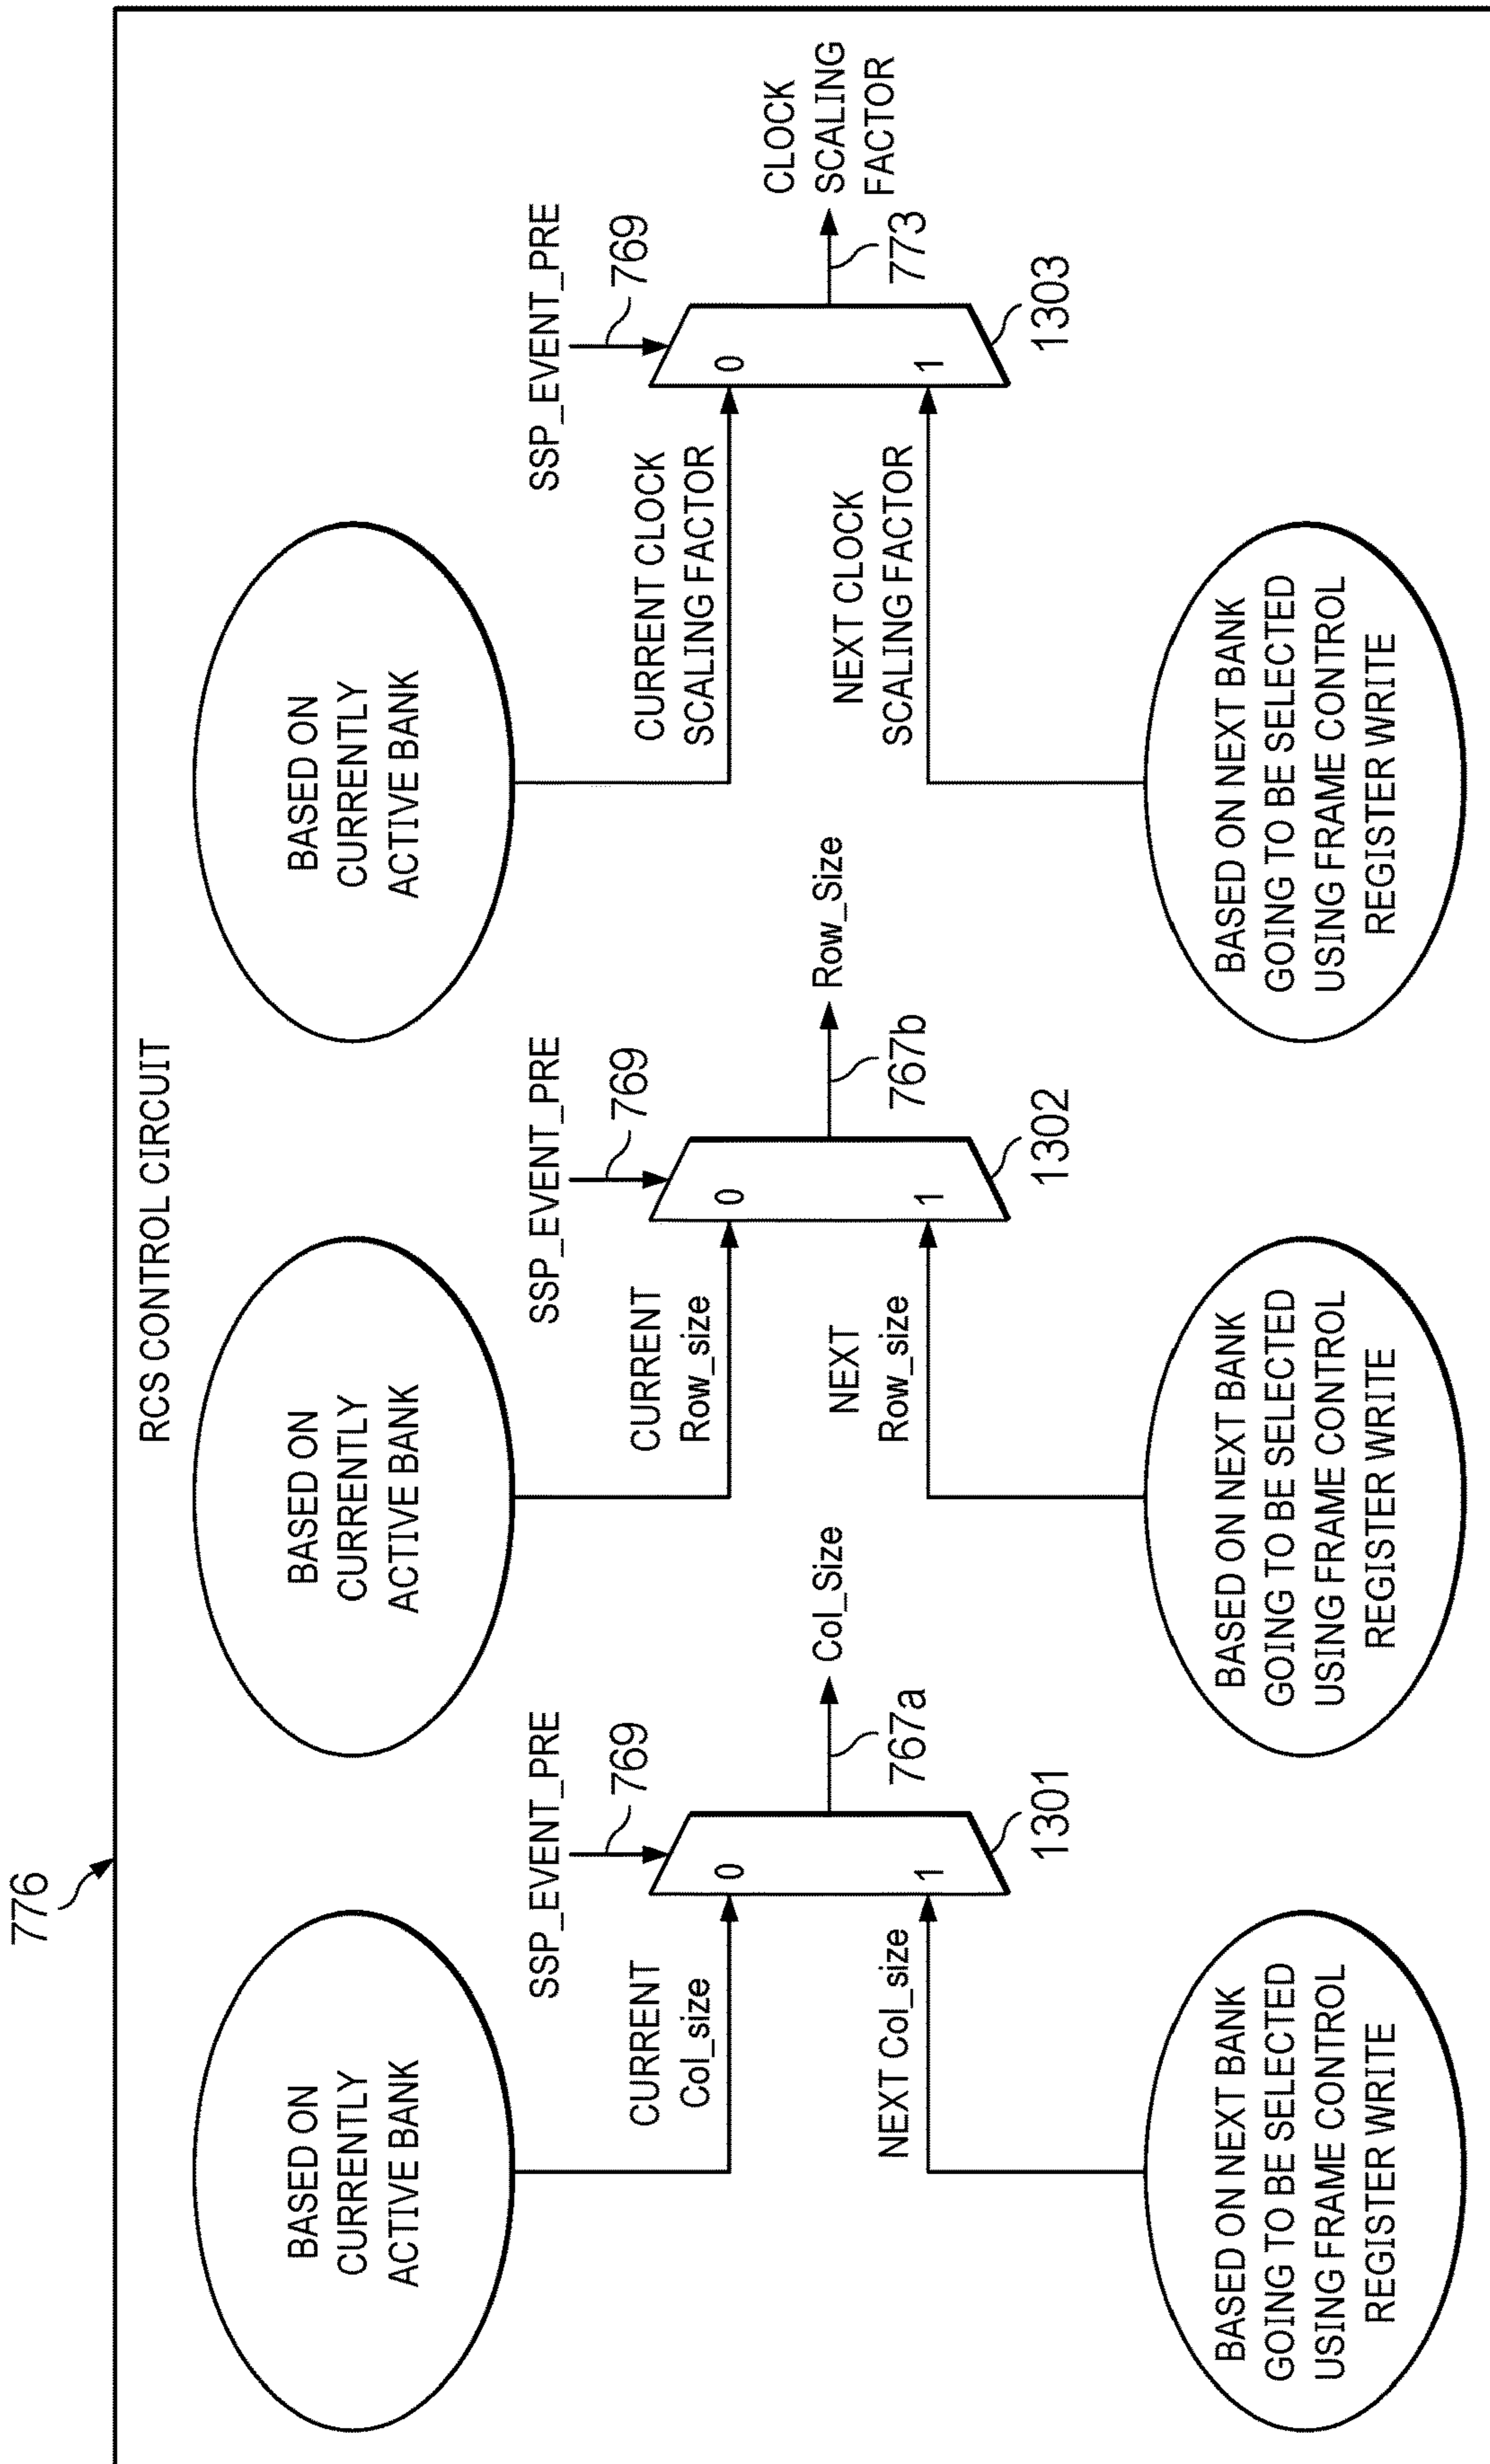 776
RCS CONTROL CIRCUIT
BASED ON
CURRENTLY
ACTIVE BANK
BASED ON
CURRENTLY
ACTIVE BANK
BASED ON
CURRENTLY
ACTIVE BANK
SSP_EVENT_PRE
769
CURRENT
Col_size
0
NEXT Col_size
1
Col_Size
767a
1301
SSP_EVENT_PRE
769
CURRENT
Row_size
0
NEXT
Row_size
1
Row_Size
767b
1302
SSP_EVENT_PRE
769
CURRENT CLOCK
SCALING FACTOR
0
NEXT CLOCK
SCALING FACTOR
1
CLOCK
SCALING
FACTOR
773
1303
BASED ON NEXT BANK
GOING TO BE SELECTED
USING FRAME CONTROL
REGISTER WRITE
BASED ON NEXT BANK
GOING TO BE SELECTED
USING FRAME CONTROL
REGISTER WRITE
BASED ON NEXT BANK
GOING TO BE SELECTED
USING FRAME CONTROL
REGISTER WRITE